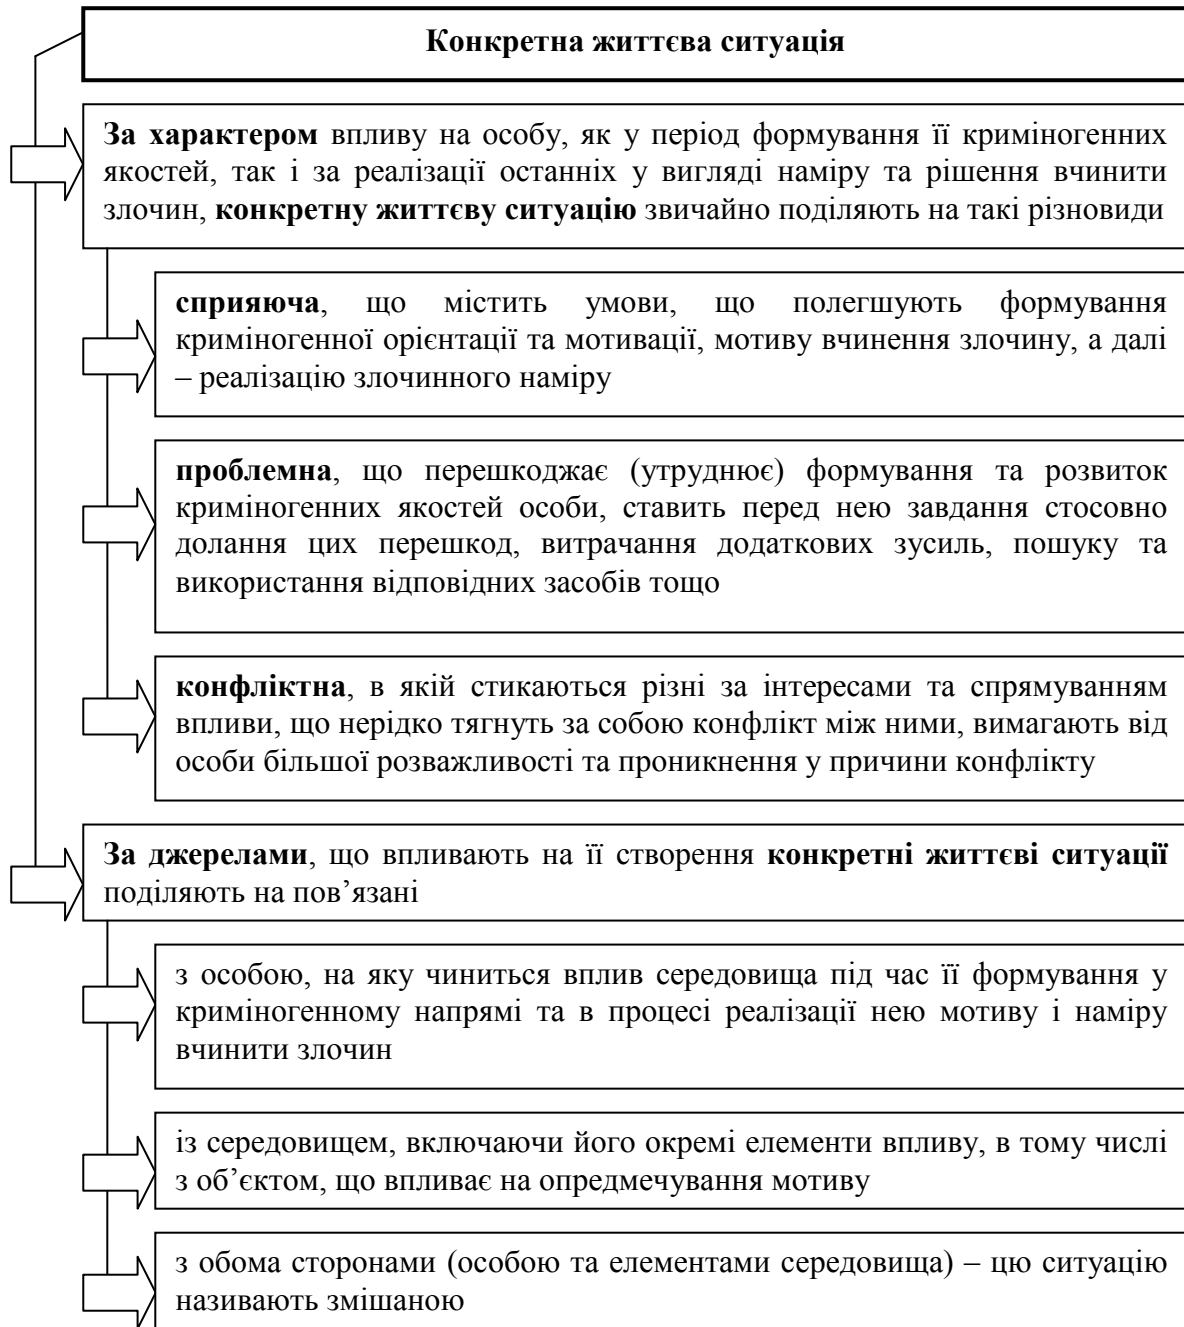 Конкретна життєва ситуація
За характером впливу на особу, як у період формування її криміногенних
якостей, так і за реалізації останніх у вигляді наміру та рішення вчинити
злочин, конкретну життєву ситуацію звичайно поділяють на такі різновиди
сприяюча, що містить умови, що полегшують формування
криміногенної орієнтації та мотивації, мотиву вчинення злочину, а далі
– реалізацію злочинного наміру
проблемна, що перешкоджає (утруднює) формування та розвиток
криміногенних якостей особи, ставить перед нею завдання стосовно
долання цих перешкод, витрачання додаткових зусиль, пошуку та
використання відповідних засобів тощо
конфліктна, в якій стикаються різні за інтересами та спрямуванням
впливи, що нерідко тягнуть за собою конфлікт між ними, вимагають від
особи більшої розважливості та проникнення у причини конфлікту
За джерелами, що впливають на її створення конкретні життєві ситуації
поділяють на пов’язані
з особою, на яку чиниться вплив середовища під час її формування у
криміногенному напрямі та в процесі реалізації нею мотиву і наміру
вчинити злочин
із середовищем, включаючи його окремі елементи впливу, в тому числі
з об’єктом, що впливає на опредмечування мотиву
з обома сторонами (особою та елементами середовища) – цю ситуацію
називають змішаною